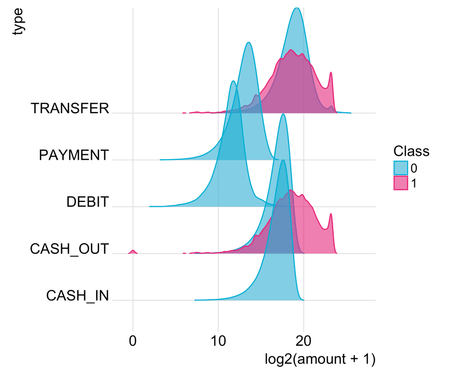 type
TRANSFER
PAYMENT
DEBIT
CASH_OUT
CASH_IN
0 10 20
log2(amount + 1)
Class
0
1